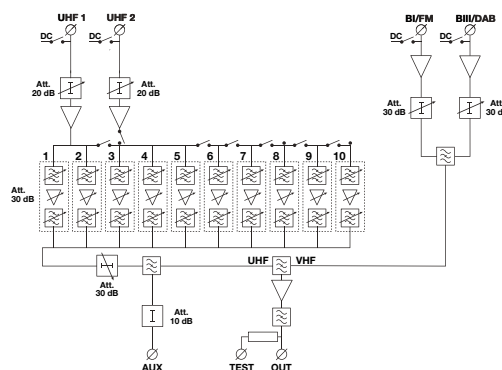 UHF 1 UHF 2 BI/FM BIII/DAB
DC DC DC DC
Att.
20 dB
Att.
20 dB
Att.
30 dB
Att.
30 d
1 2 3 4 5 6 7 8 9 10
Att.
30 dB
UHF VHF
Att.
30 dB
Att.
10 dB
AUX TEST OUT